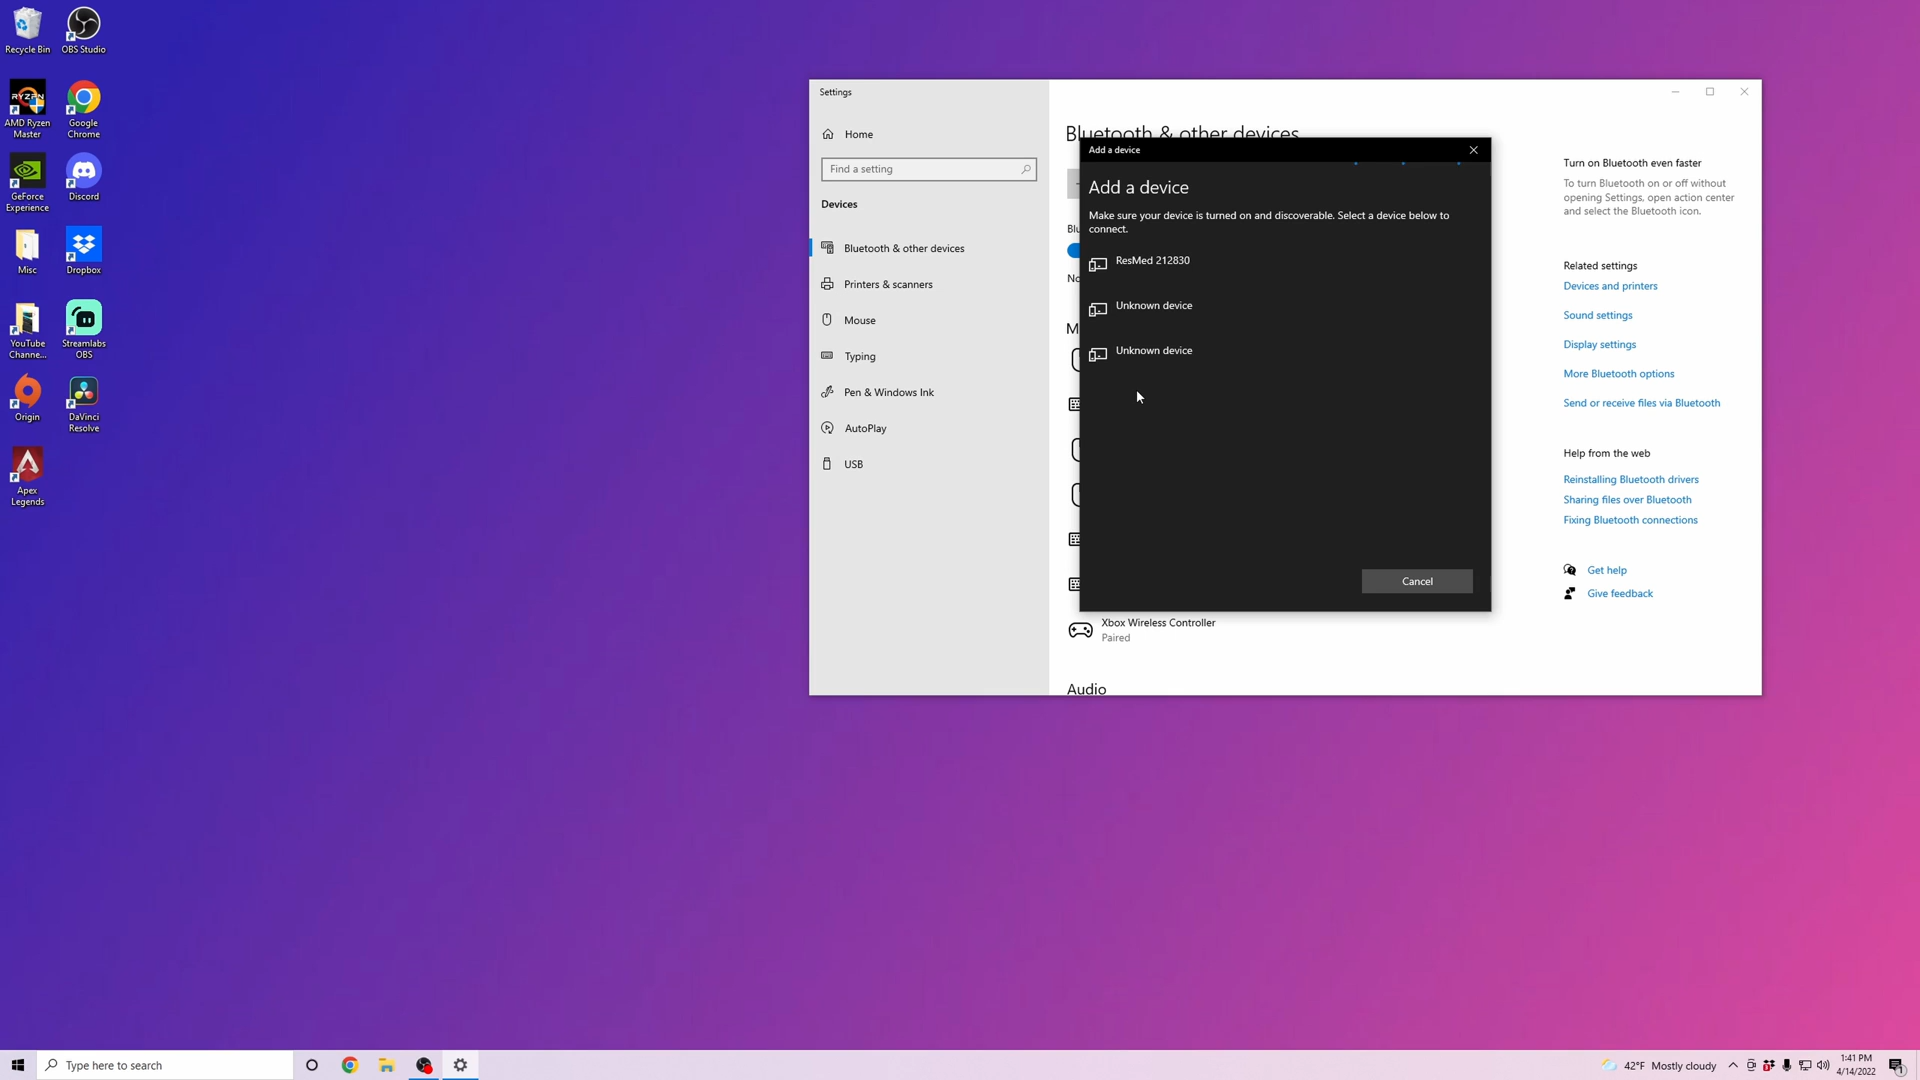 Recycle Bin
OBS Studio
AMD Ryzen
Master
Google
Chrome
GeForce
Experience
Discord
Misc
Dropbox
YouTube
Channe...
Streamlabs
OBS
Origin
DaVinci
Resolve
Apex
Legends
Settings
Home
Find a setting
Devices
Bluetooth & other devices
Printers & scanners
Mouse
Typing
Pen & Windows Ink
AutoPlay
USB
Bluetooth & other devices
Add a device
Add a device
Make sure your device is turned on and discoverable. Select a device below to
connect.
ResMed 212830
Unknown device
Unknown device
Cancel
Xbox Wireless Controller
Paired
Audio
Turn on Bluetooth even faster
To turn Bluetooth on or off without
opening Settings, open action center
and select the Bluetooth icon.
Related settings
Devices and printers
Sound settings
Display settings
More Bluetooth options
Send or receive files via Bluetooth
Help from the web
Reinstalling Bluetooth drivers
Sharing files over Bluetooth
Fixing Bluetooth connections
Get help
Give feedback
Type here to search
42°F Mostly cloudy
1:41 PM
4/14/2022